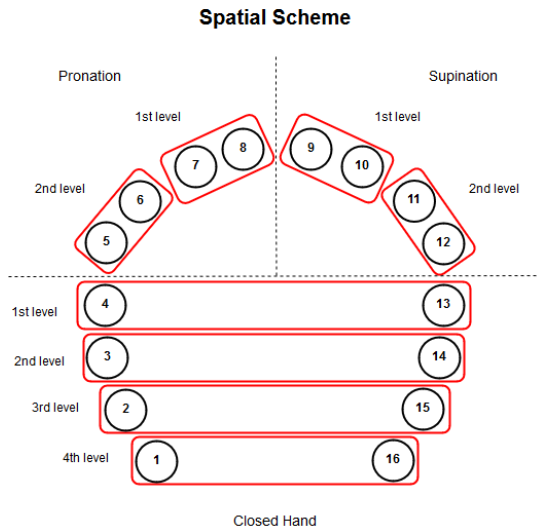 Spatial Scheme
Pronation
Supination
1st level
1st level
8
9
7
10
2nd level
2nd level
6
11
5
12
1st level
4
13
2nd level
3
14
3rd level
2
15
4th level
1
16
Closed Hand